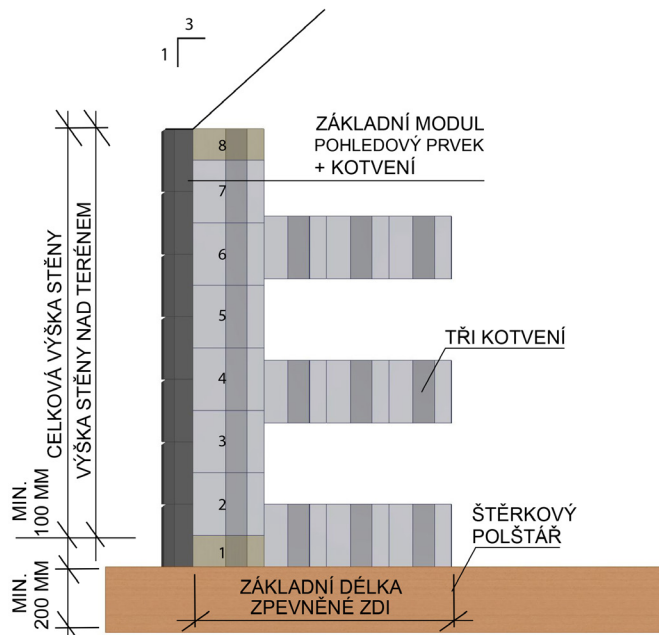 3
1
ZÁKLADNÍ MODUL
POHLEDOVÝ PRVEK
+ KOTVENÍ
8
7
6
5
4
3
2
1
TŘI KOTVENÍ
ŠTĚRKOVÝ
POLŠTÁŘ
CELKOVÁ VÝŠKA STĚNY
VÝŠKA STĚNY NAD TERÉNEM
MIN.
100 MM
MIN.
200 MM
ZÁKLADNÍ DÉLKA
ZPEVNĚNÉ ZDI